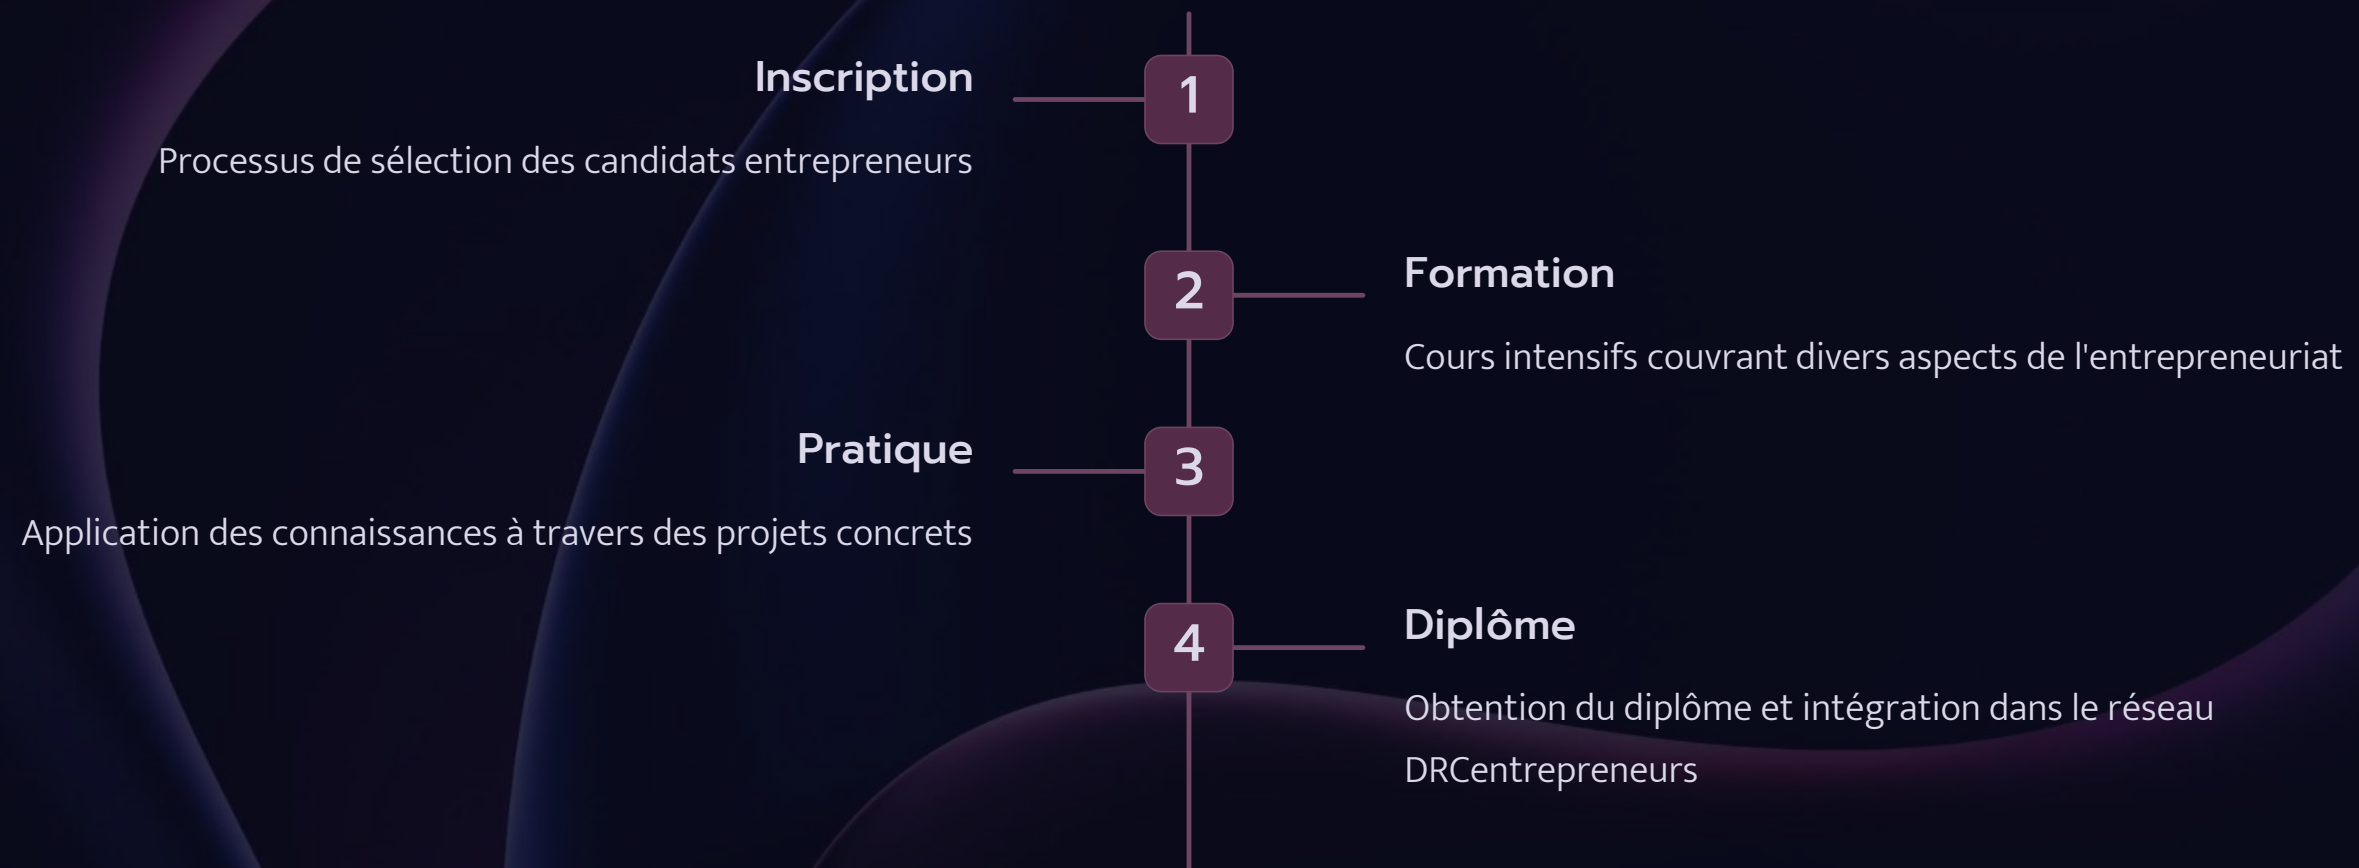 Inscription
1
Processus de sélection des candidats entrepreneurs
2
Formation
Cours intensifs couvrant divers aspects de l'entrepreneuriat
Pratique
3
Application des connaissances à travers des projets concrets
4
Diplôme
Obtention du diplôme et intégration dans le réseau
DRCentrepreneurs